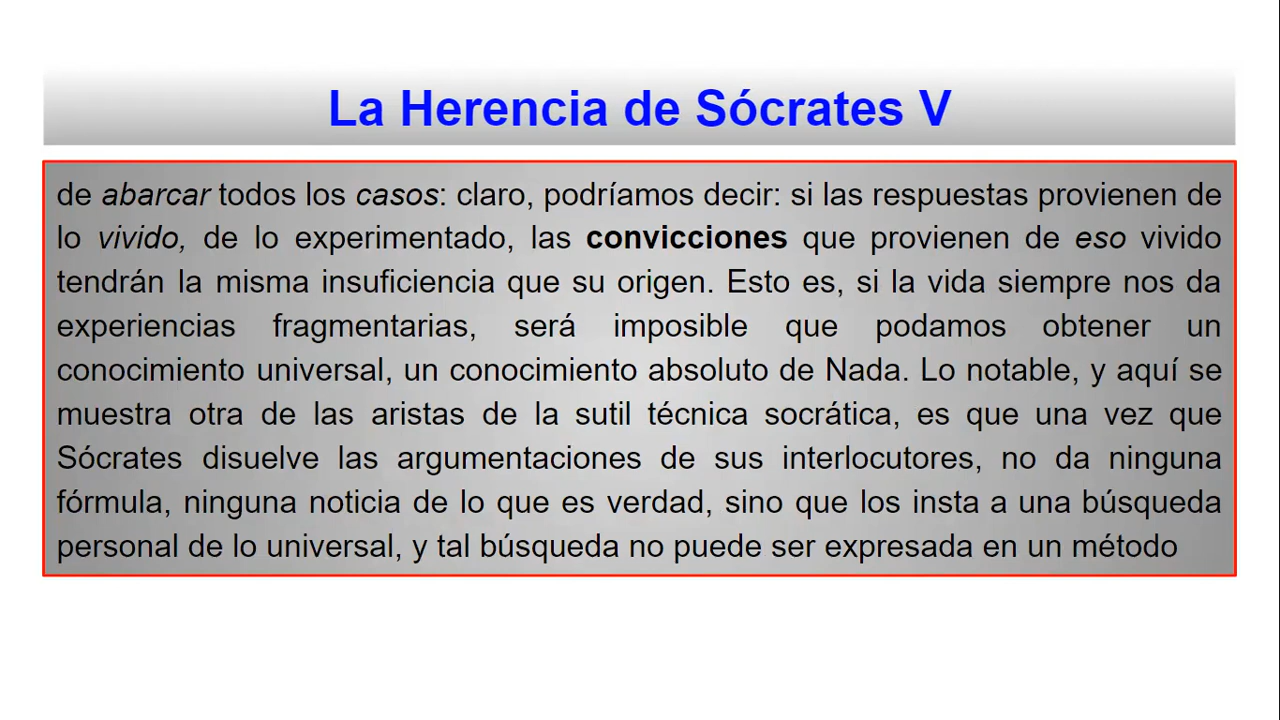 La Herencia de Sócrates V
de abarcar todos los casos: claro, podríamos decir: si las respuestas provienen de
lo vivido, de lo experimentado, las convicciones que provienen de eso vivido
tendrán la misma insuficiencia que su origen. Esto es, si la vida siempre nos da
experiencias fragmentarias, será imposible que podamos obtener un
conocimiento universal, un conocimiento absoluto de Nada. Lo notable, y aquí se
muestra otra de las aristas de la sutil técnica socrática, es que una vez que
Sócrates disuelve las argumentaciones de sus interlocutores, no da ninguna
fórmula, ninguna noticia de lo que es verdad, sino que los insta a una búsqueda
personal de lo universal, y tal búsqueda no puede ser expresada en un método